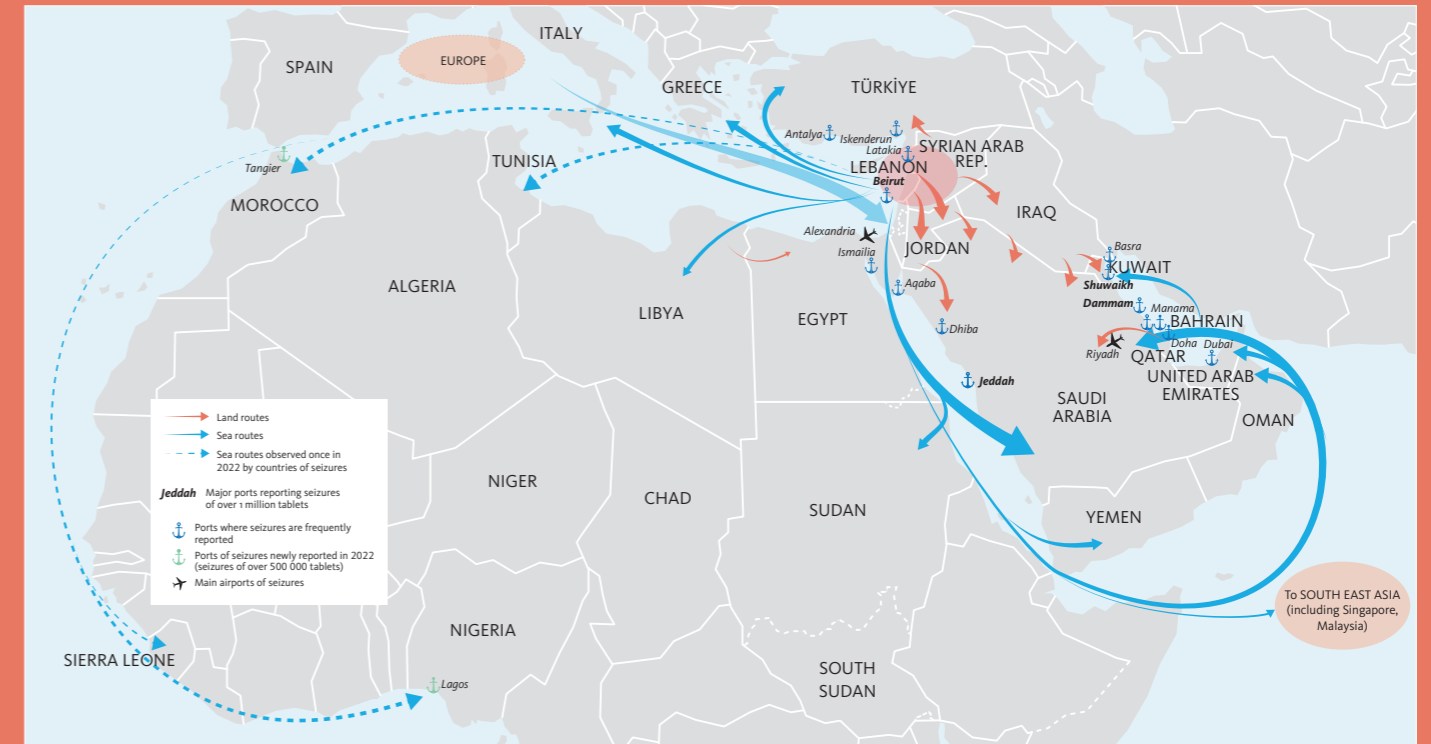 ITALY
SPAIN
EUROPE
GREECE
TÜRKİYE
Antalya
Iskenderun
Latakia
SYRIAN ARAB
REP.
LEBANON
Beirut
Tangier
TUNISIA
MOROCCO
IRAQ
Alexandria
Ismailia
JORDAN
Basra
KUWAIT
Shuwaikh
Aqaba
ALGERIA
LIBYA
EGYPT
Dhiba
Dammam
Manama
BAHRAIN
Doha
Dubai
Riyadh
QATAR
UNITED ARAB
EMIRATES
Jeddah
SAUDI
ARABIA
OMAN
Land routes
Sea routes
Sea routes observed once in
2022 by countries of seizures
Jeddah Major ports reporting seizures
of over 1 million tablets
Ports where seizures are frequently
reported
Ports of seizures newly reported in 2022
(seizures of over 500 000 tablets)
Main airports of seizures
NIGER
CHAD
SUDAN
YEMEN
To SOUTH EAST ASIA
(including Singapore,
Malaysia)
NIGERIA
SIERRA LEONE
Lagos
SOUTH
SUDAN